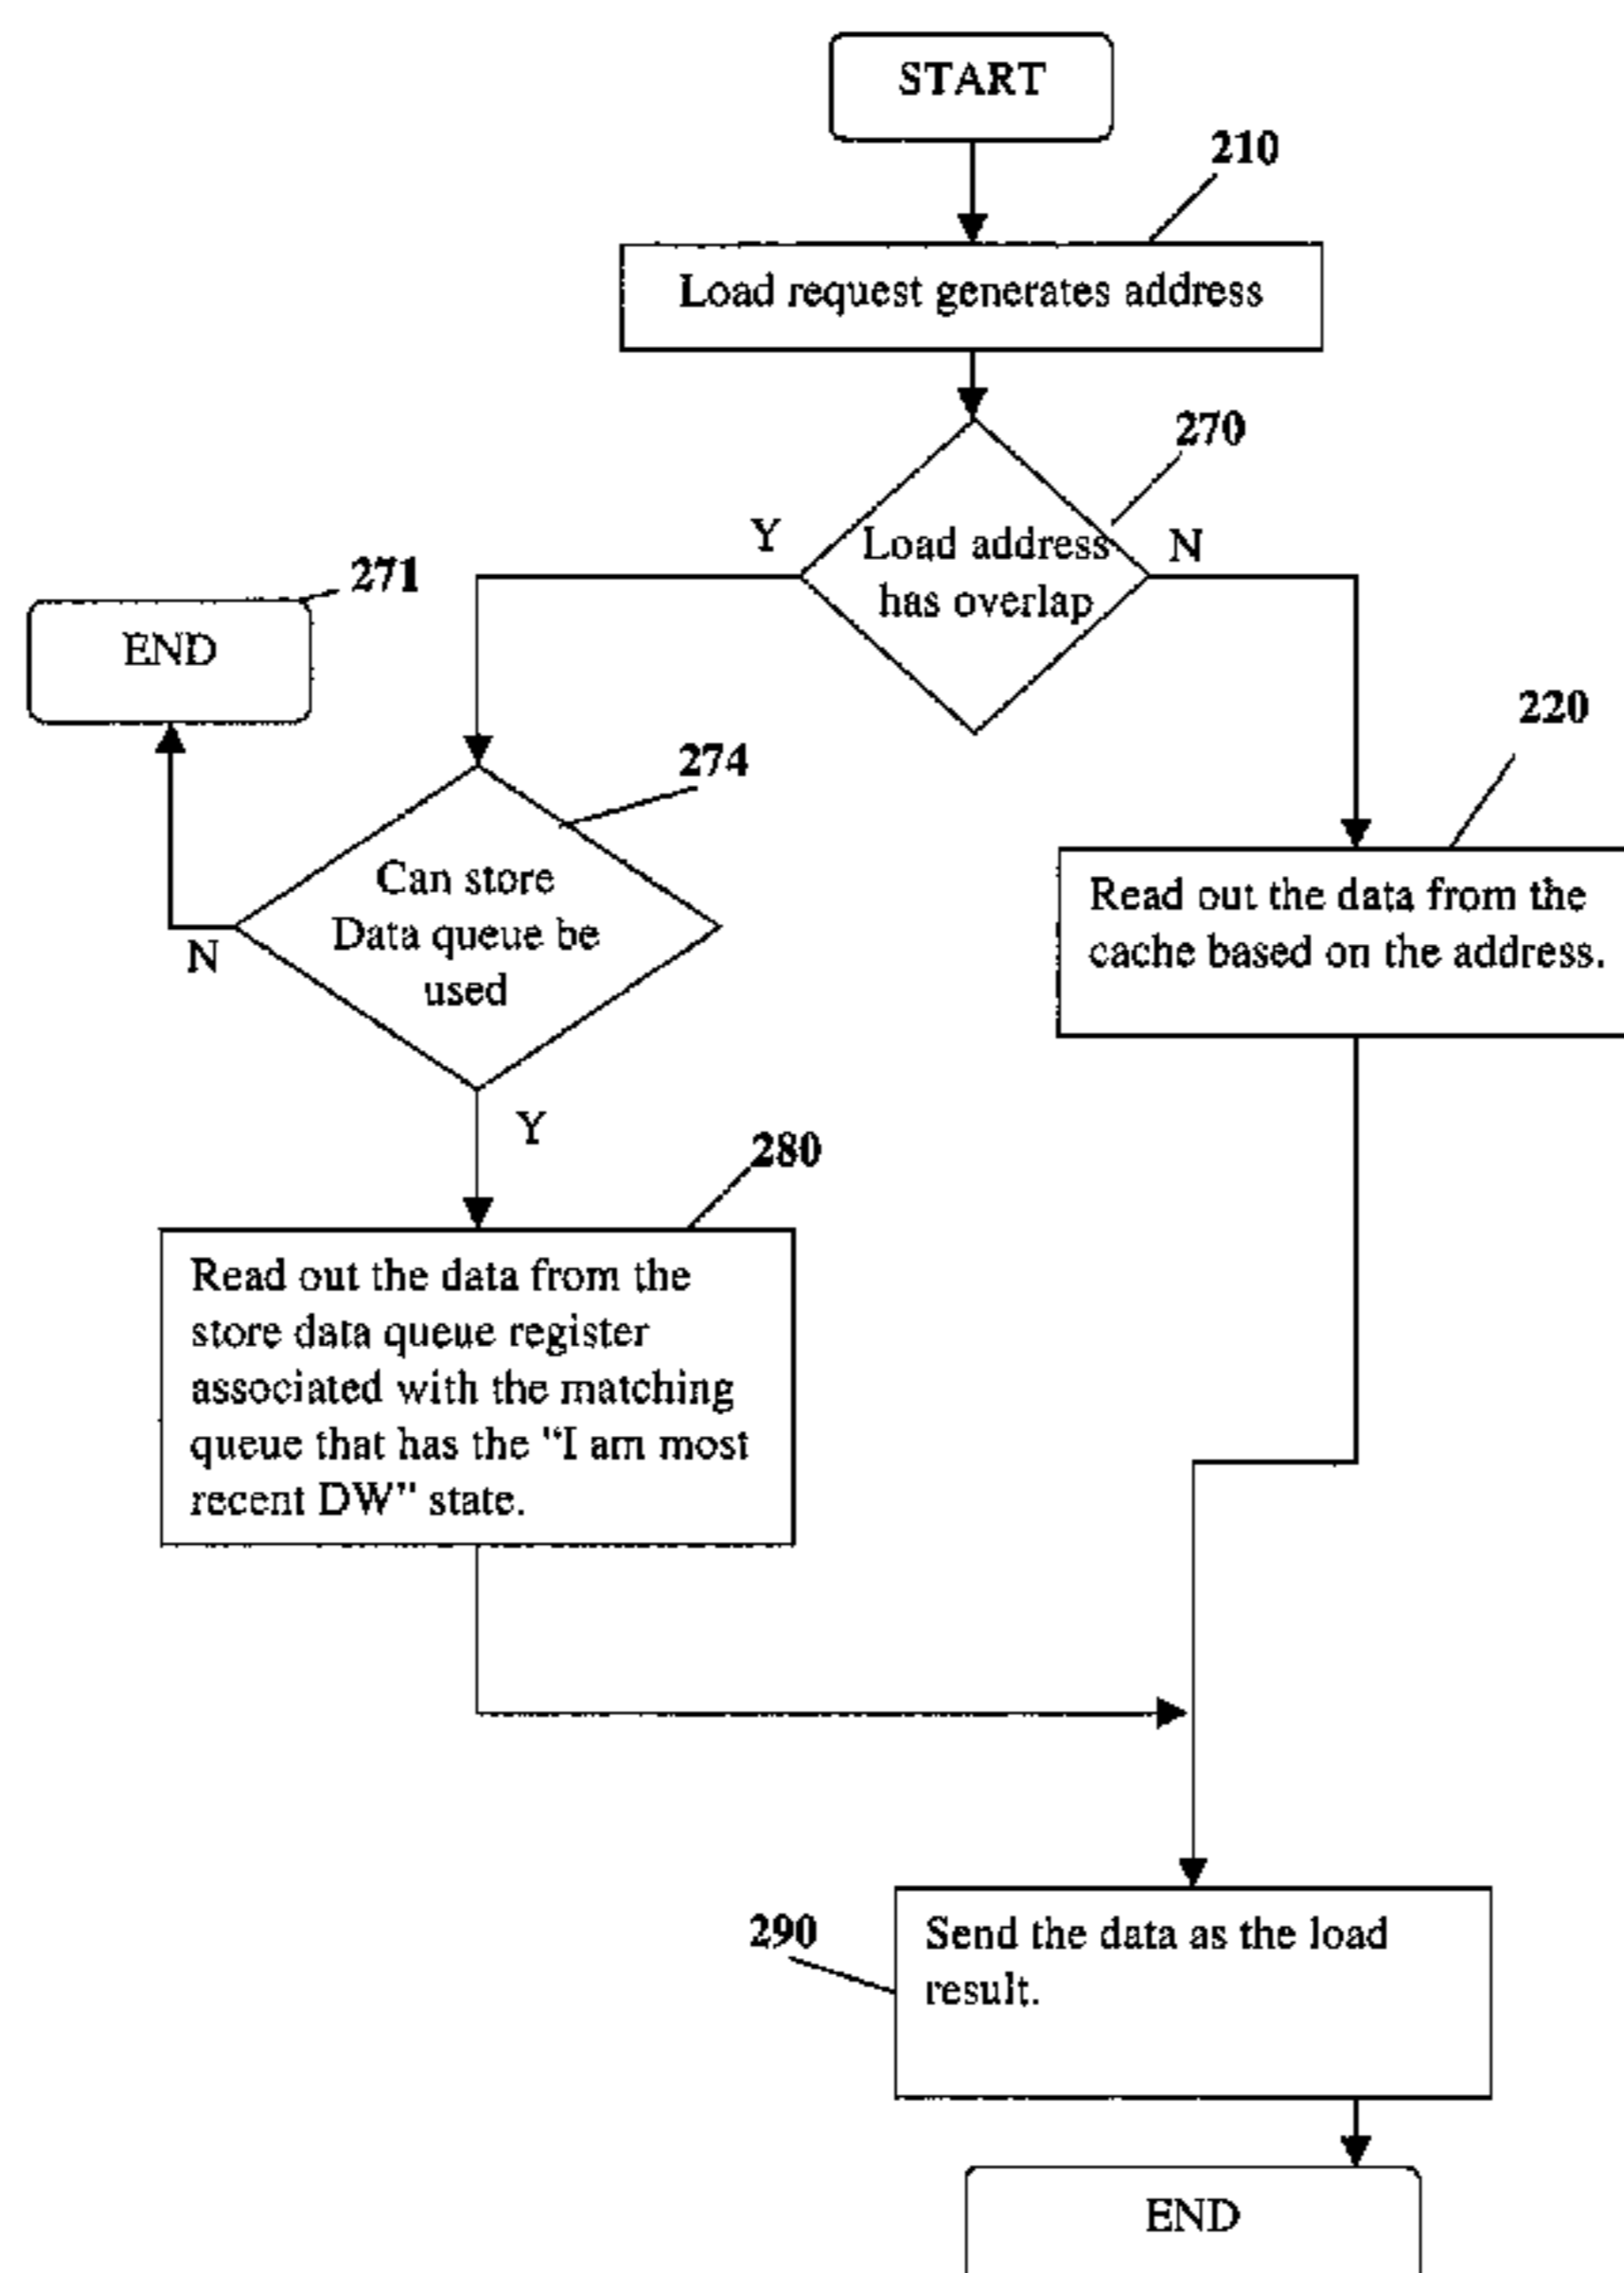 START
210
Load request generates address
270
Y
Load address
has overlap
N
271
END
220
274
Can store
Data queue be
used
N
Read out the data from the
cache based on the address.
Y
280
Read out the data from the
store data queue register
associated with the matching
queue that has the "I am most
recent DW" state.
290
Send the data as the load
result.
END